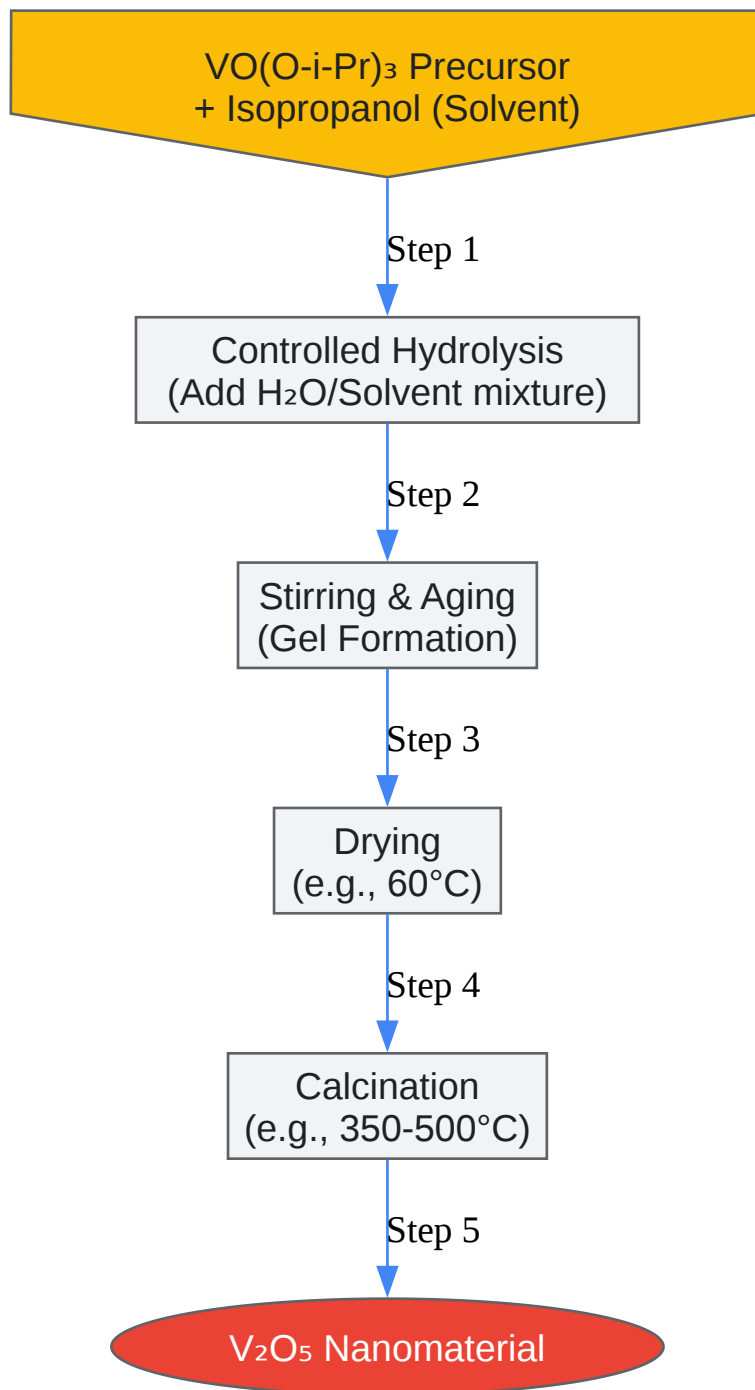 VO(O-i-Pr)₃ Precursor
+ Isopropanol (Solvent)
Step 1
Controlled Hydrolysis
(Add H₂O/Solvent mixture)
Step 2
Stirring & Aging
(Gel Formation)
Step 3
Drying
(e.g., 60°C)
Step 4
Calcination
(e.g., 350-500°C)
Step 5
V₂O₅ Nanomaterial